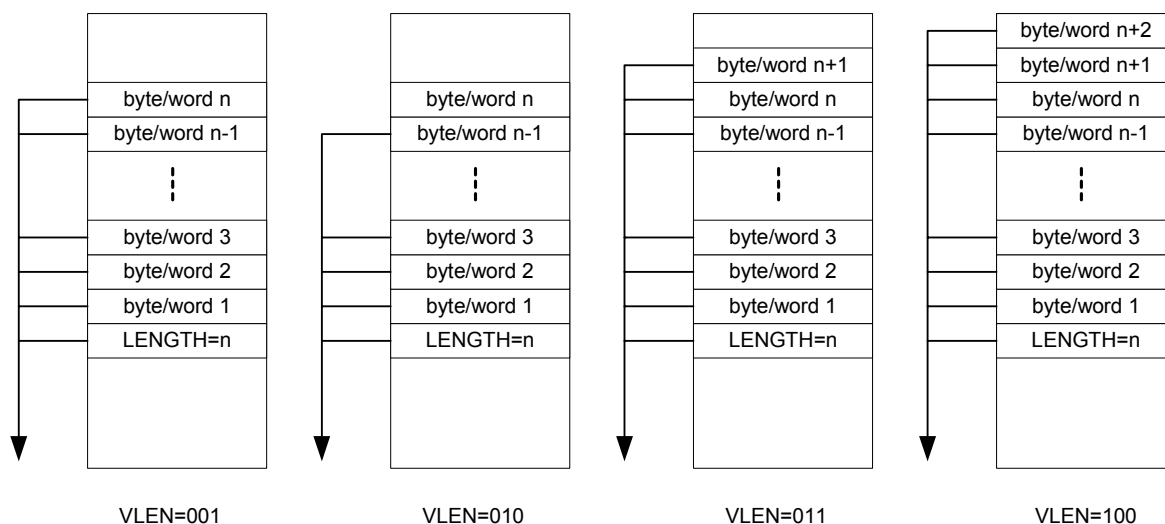 byte/word n
byte/word n-1
byte/word 3
byte/word 2
byte/word 1
LENGTH=n
VLEN=001
byte/word n
byte/word n-1
byte/word 3
byte/word 2
byte/word 1
LENGTH=n
VLEN=010
byte/word n+1
byte/word n
byte/word n-1
byte/word 3
byte/word 2
byte/word 1
LENGTH=n
VLEN=011
byte/word n+2
byte/word n+1
byte/word n
byte/word n-1
byte/word 3
byte/word 2
byte/word 1
LENGTH=n
VLEN=100